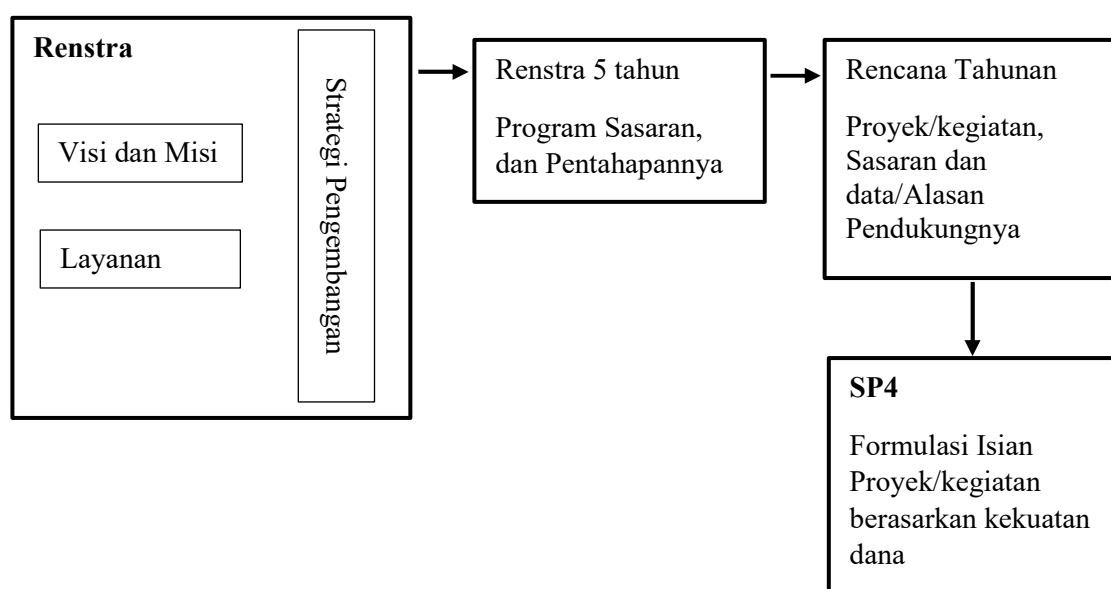 Renstra
Visi dan Misi
Layanan
Strategi Pengembangan
Renstra 5 tahun
Program Sasaran,
dan Pentahapannya
Rencana Tahunan
Proyek/kegiatan,
Sasaran dan
data/Alasan
Pendukungnya
SP4
Formulasi Isian
Proyek/kegiatan
berasarkan kekuatan
dana